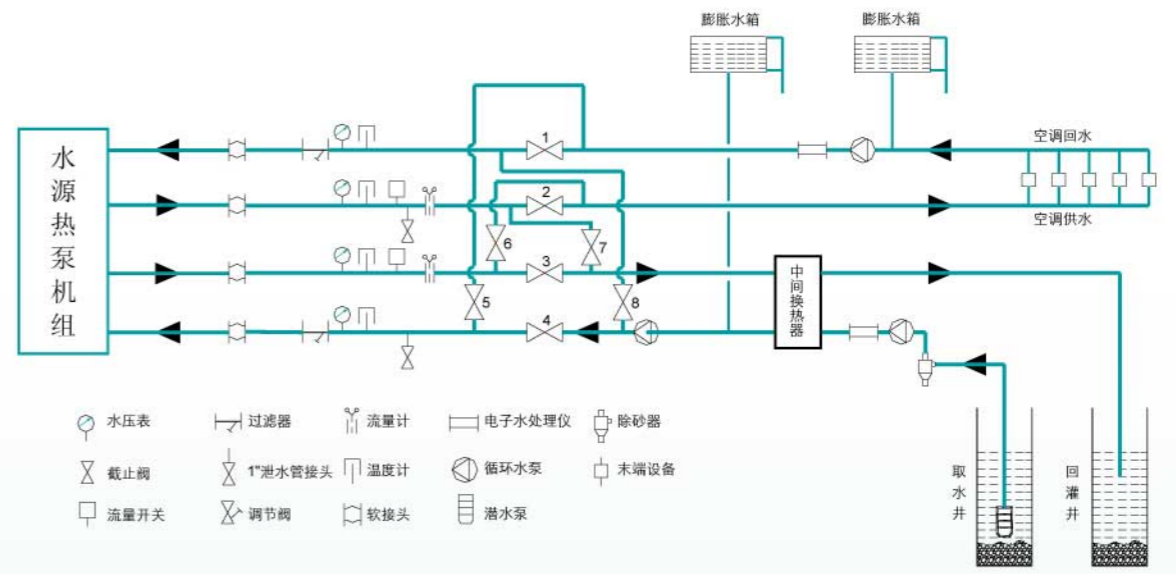 膨胀水箱 膨胀水箱
空调回水
空调供水
水源热泵机组
1
2
3
4
5
6
7
8
中间换热器
取水井
回灌井
水压表 过滤器 流量计 电子水处理仪 除砂器
截止阀 1"泄水管接头 温度计 循环水泵 末端设备
流量开关 调节阀 软接头 潜水泵